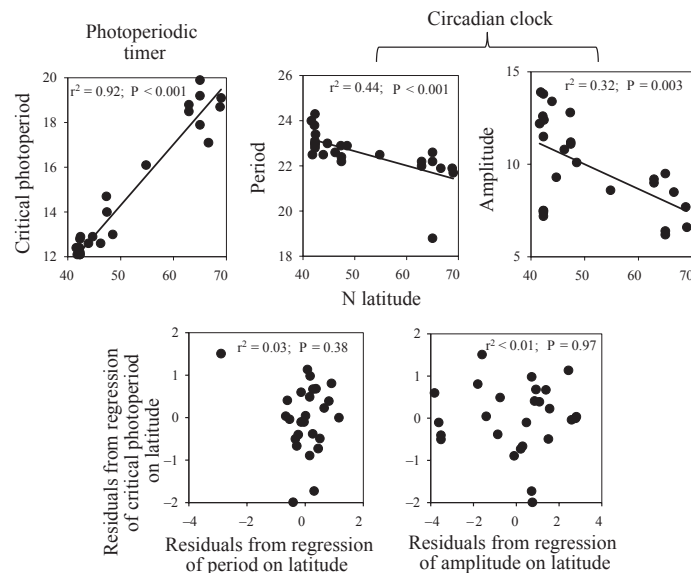 Photoperiodic
timer
Circadian clock
r² = 0.92; P < 0.001
Critical photoperiod
20
18
16
14
12
40 50 60 70
r² = 0.44; P < 0.001
Period
26
24
22
20
18
40 50 60 70
r² = 0.32; P = 0.003
Amplitude
15
10
5
40 50 60 70
N latitude
r² = 0.03; P = 0.38
Residuals from regression
of critical photoperiod
on latitude
2
1
0
–1
–2
–4 –2 0 2
Residuals from regression
of period on latitude
r² < 0.01; P = 0.97
2
1
0
–1
–2
–4 –2 0 2 4
Residuals from regression
of amplitude on latitude